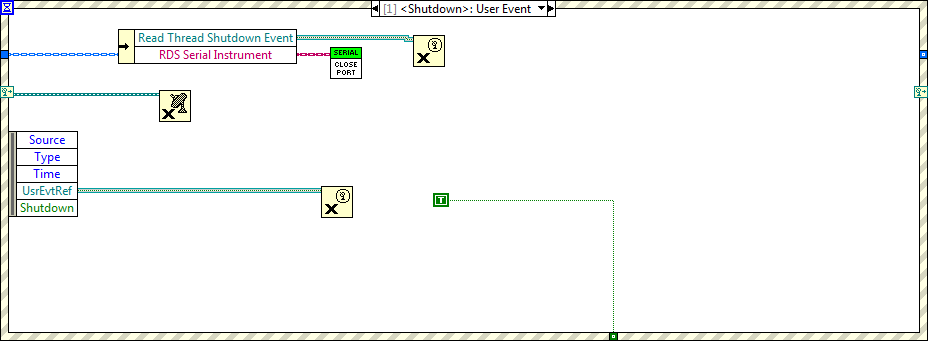 [1] <Shutdown>: User Event
Read Thread Shutdown Event
RDS Serial Instrument
SERIAL
CLOSE
PORT
Source
Type
Time
UsrEvtRef
Shutdown
T